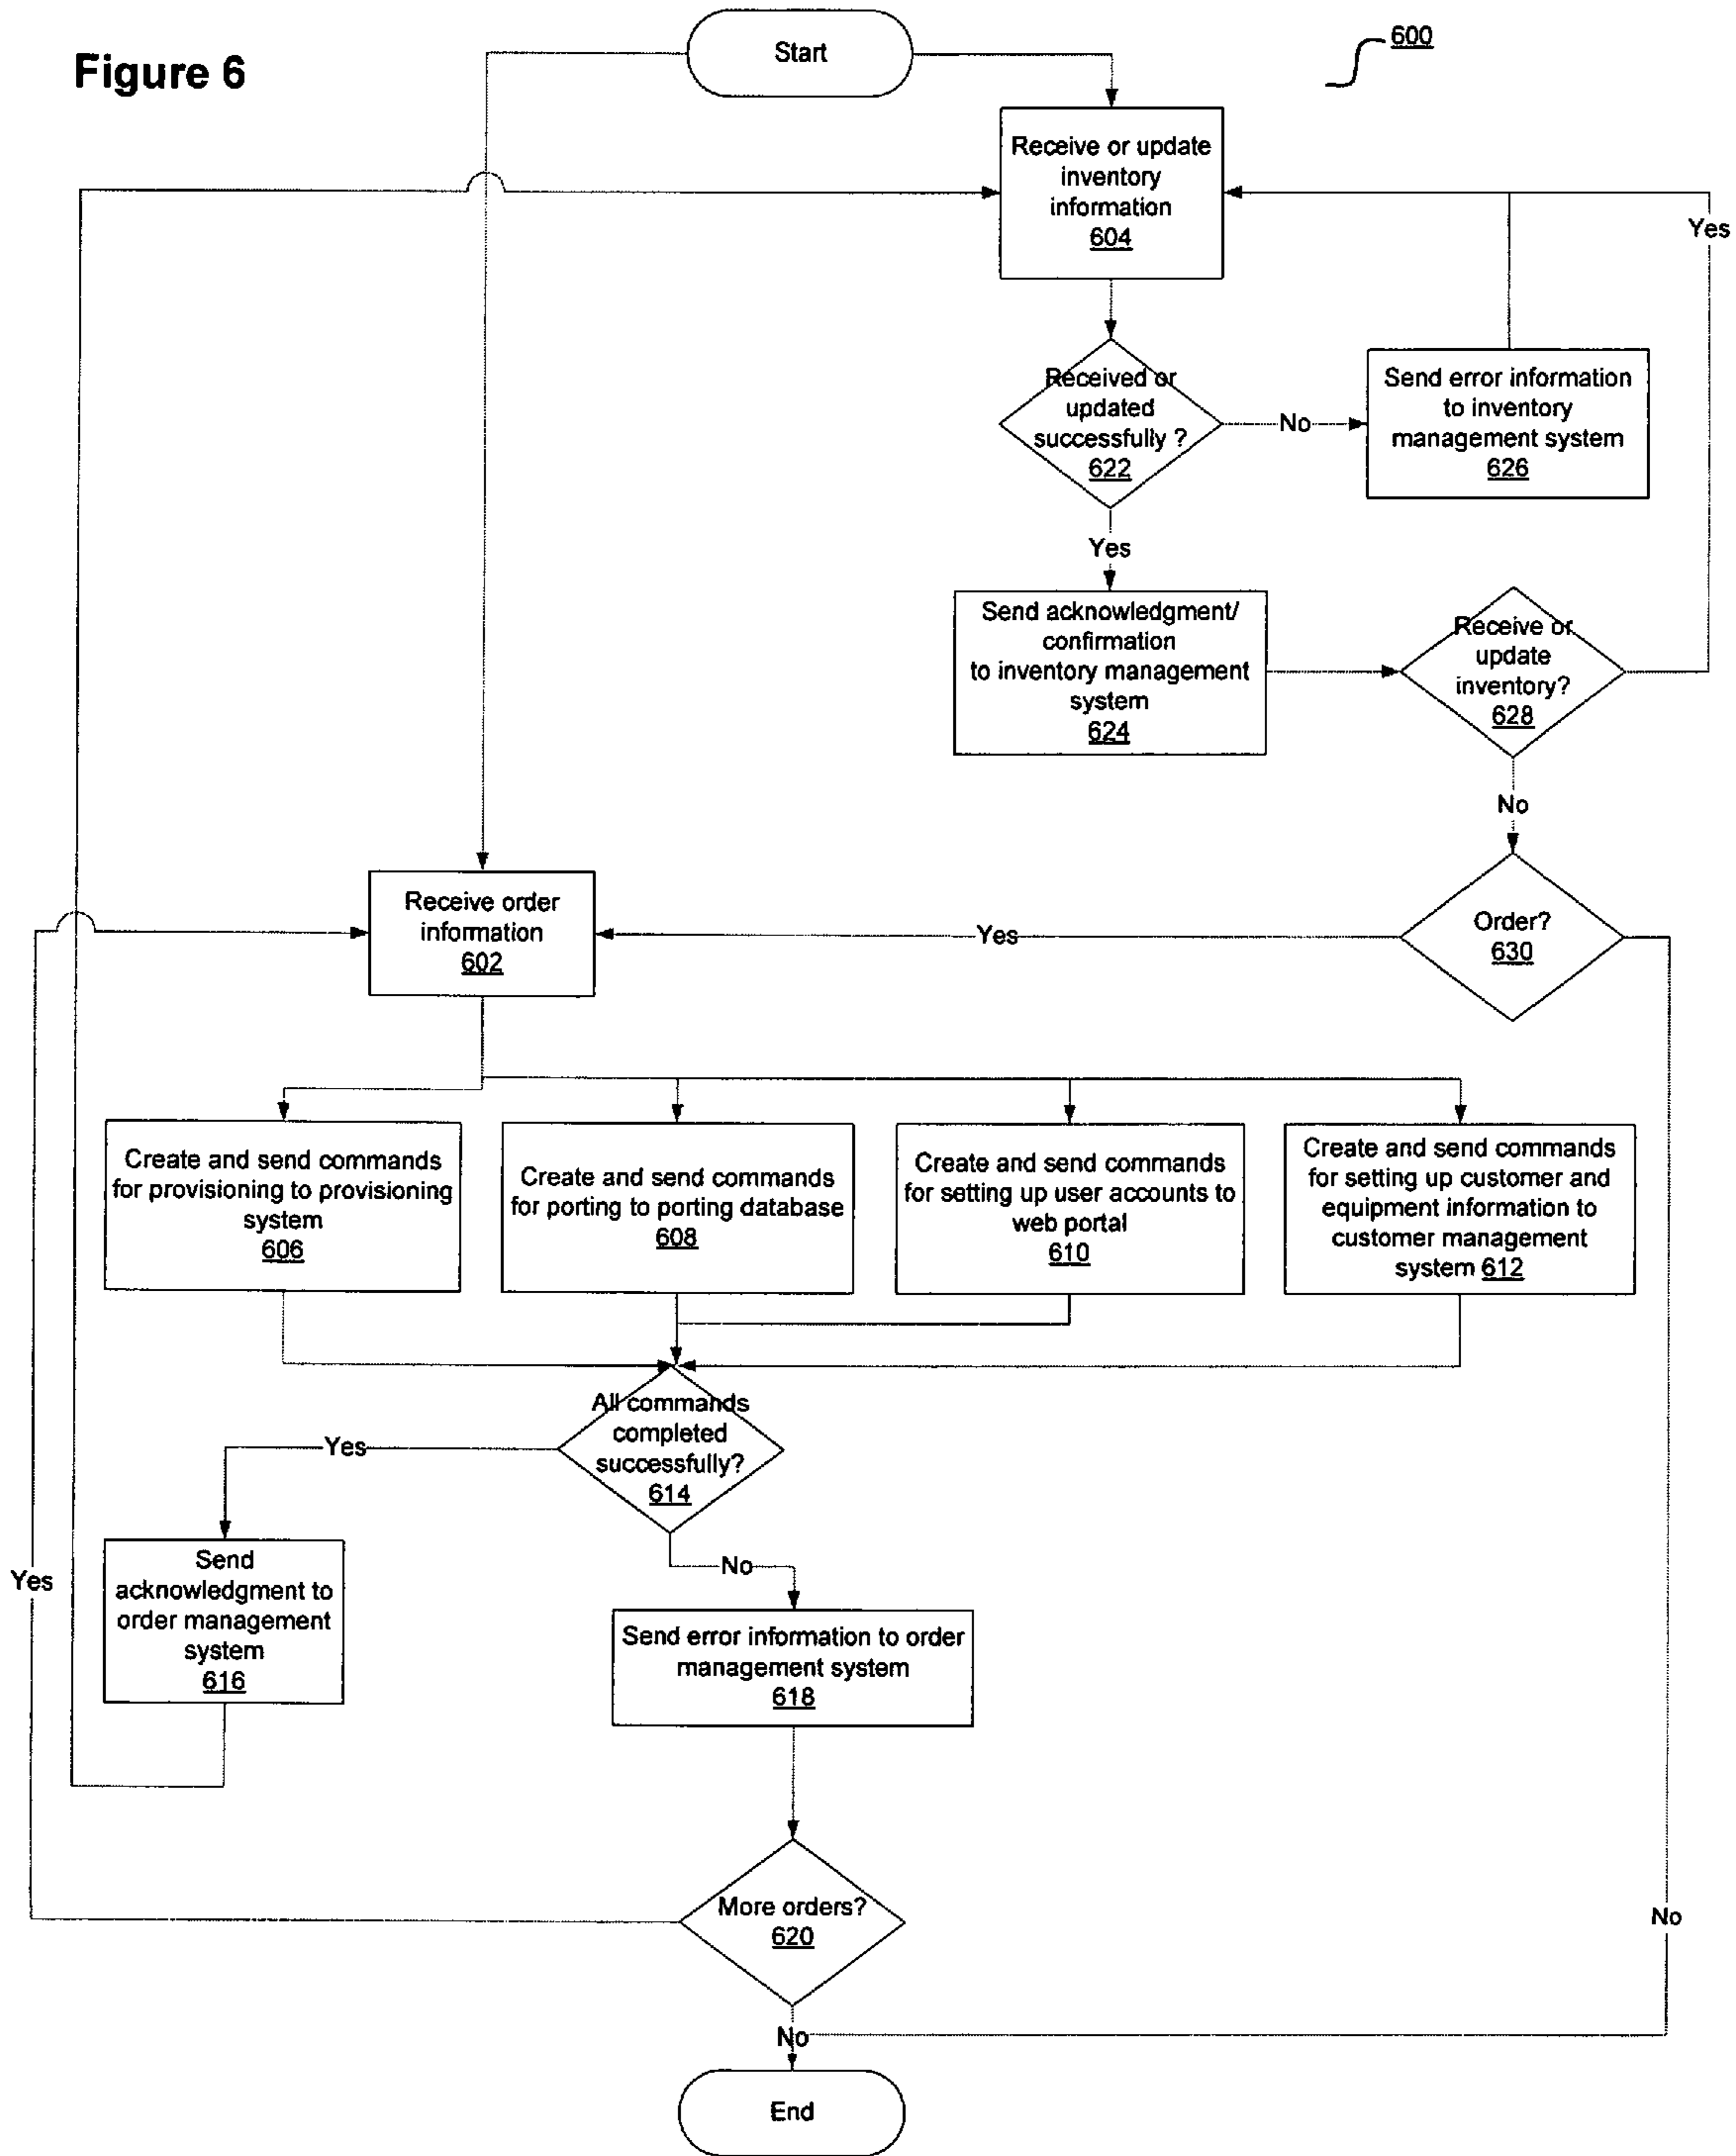 Figure 6
Start
600
Receive or update
inventory
information
604
Yes
Received or
updated
successfully ?
622
No
Send error information
to inventory
management system
626
Yes
Send acknowledgment/
confirmation
to inventory management
system
624
Receive or
update
inventory?
628
No
Receive order
information
602
Yes
Order?
630
Create and send commands
for provisioning to provisioning
system
606
Create and send commands
for porting to porting database
608
Create and send commands
for setting up user accounts to
web portal
610
Create and send commands
for setting up customer and
equipment information to
customer management
system 612
All commands
completed
successfully?
614
Yes
No
Send
acknowledgment to
order management
system
616
Yes
Send error information to order
management system
618
More orders?
620
No
No
End